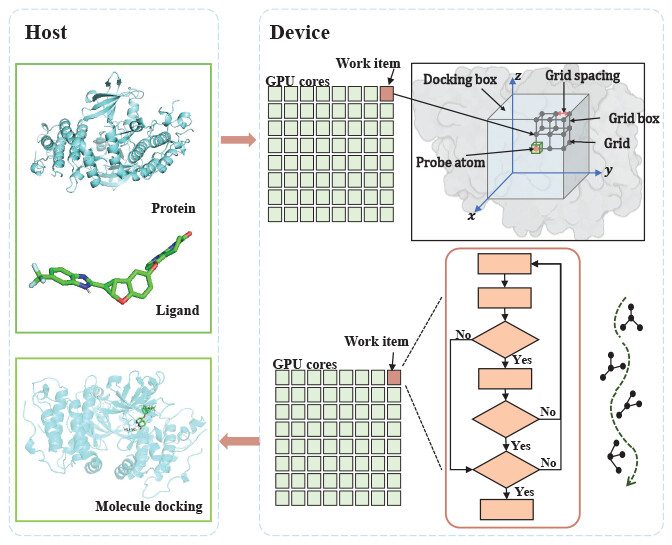 Host
Protein
Ligand
Molecule docking
Device
GPU cores
Work item
Docking box
z
Grid spacing
Grid box
Grid
Probe atom
y
x
GPU cores
Work item
No
Yes
No
Yes
No
Yes